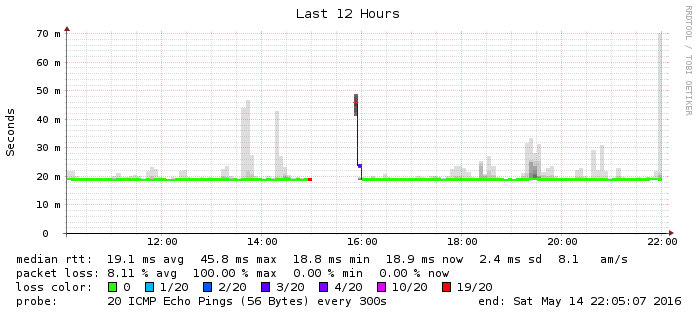 Last 12 Hours
RRDTOOL / TOBI OETIKER
Seconds
70 m
60 m
50 m
40 m
30 m
20 m
10 m
0
12:00 14:00 16:00 18:00 20:00 22:00
median rtt: 19.1 ms avg 45.8 ms max 18.8 ms min 18.9 ms now 2.4 ms sd 8.1 am/s
packet loss: 8.11 % avg 100.00 % max 0.00 % min 0.00 % now
loss color: 0 1/20 2/20 3/20 4/20 10/20 19/20
probe: 20 ICMP Echo Pings (56 Bytes) every 300s end: Sat May 14 22:05:07 2016